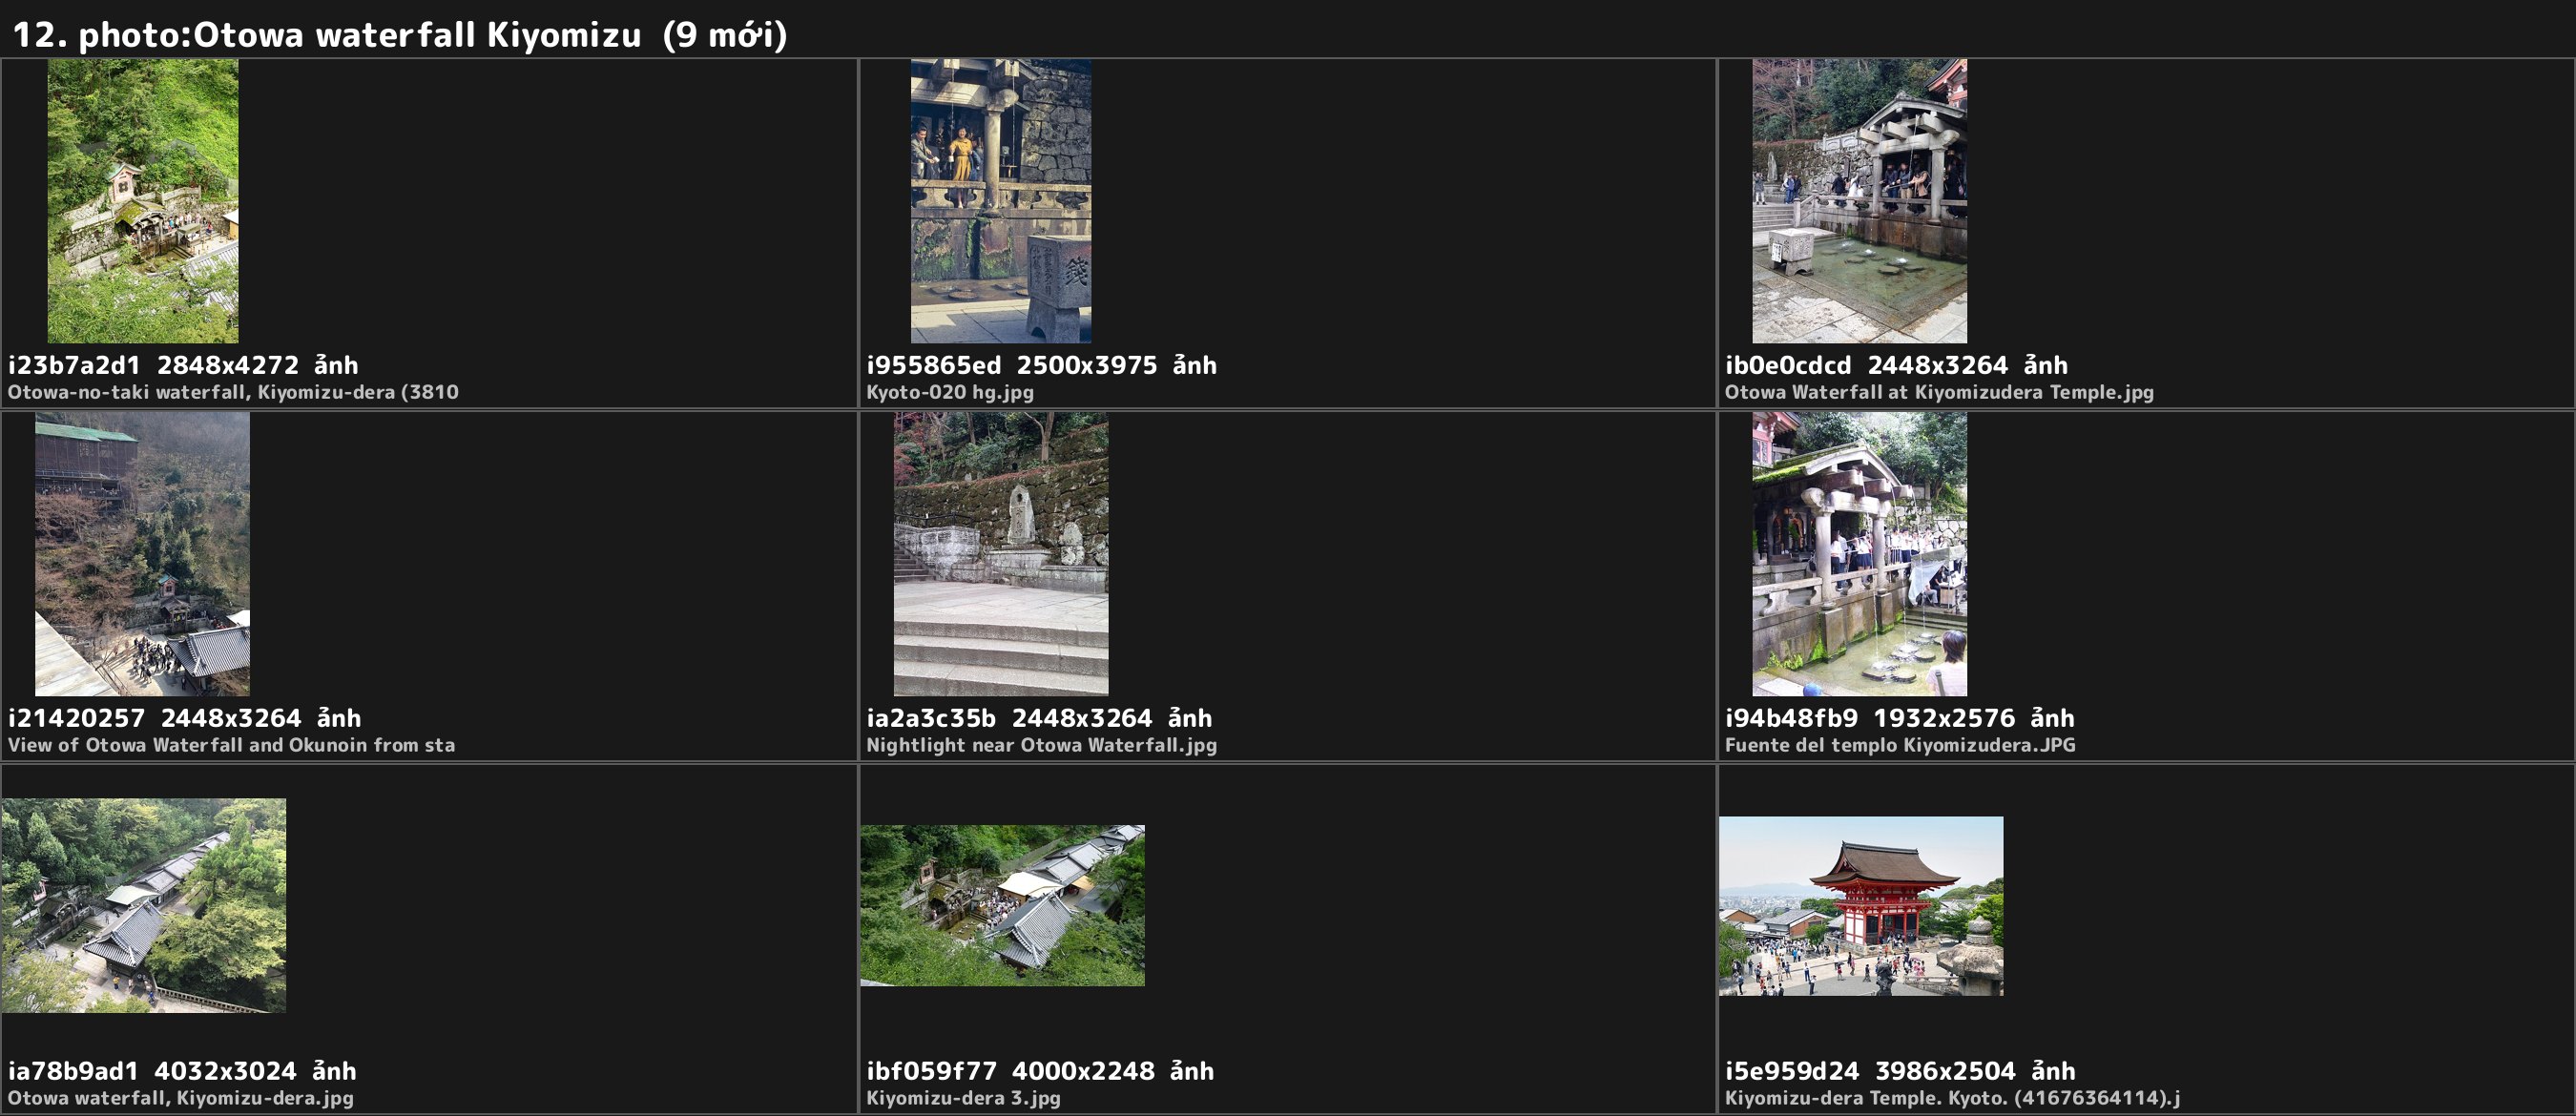 12. photo:Otowa waterfall Kiyomizu (9 mới)
i23b7a2d1 2848x4272 ảnh
Otowa-no-taki waterfall, Kiyomizu-dera (3810
i955865ed 2500x3975 ảnh
Kyoto-020 hg.jpg
ib0e0cdcd 2448x3264 ảnh
Otowa Waterfall at Kiyomizudera Temple.jpg
i21420257 2448x3264 ảnh
View of Otowa Waterfall and Okunoin from sta
ia2a3c35b 2448x3264 ảnh
Nightlight near Otowa Waterfall.jpg
i94b48fb9 1932x2576 ảnh
Fuente del templo Kiyomizudera.JPG
ia78b9ad1 4032x3024 ảnh
Otowa waterfall, Kiyomizu-dera.jpg
ibf059f77 4000x2248 ảnh
Kiyomizu-dera 3.jpg
i5e959d24 3986x2504 ảnh
Kiyomizu-dera Temple. Kyoto. (41676364114).j